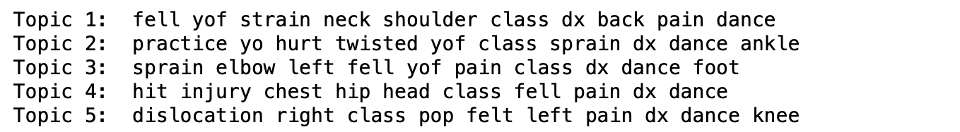 Topic 1:  fell yof strain neck shoulder class dx back pain dance
Topic 2:  practice yo hurt twisted yof class sprain dx dance ankle
Topic 3:  sprain elbow left fell yof pain class dx dance foot
Topic 4:  hit injury chest hip head class fell pain dx dance
Topic 5:  dislocation right class pop felt left pain dx dance knee